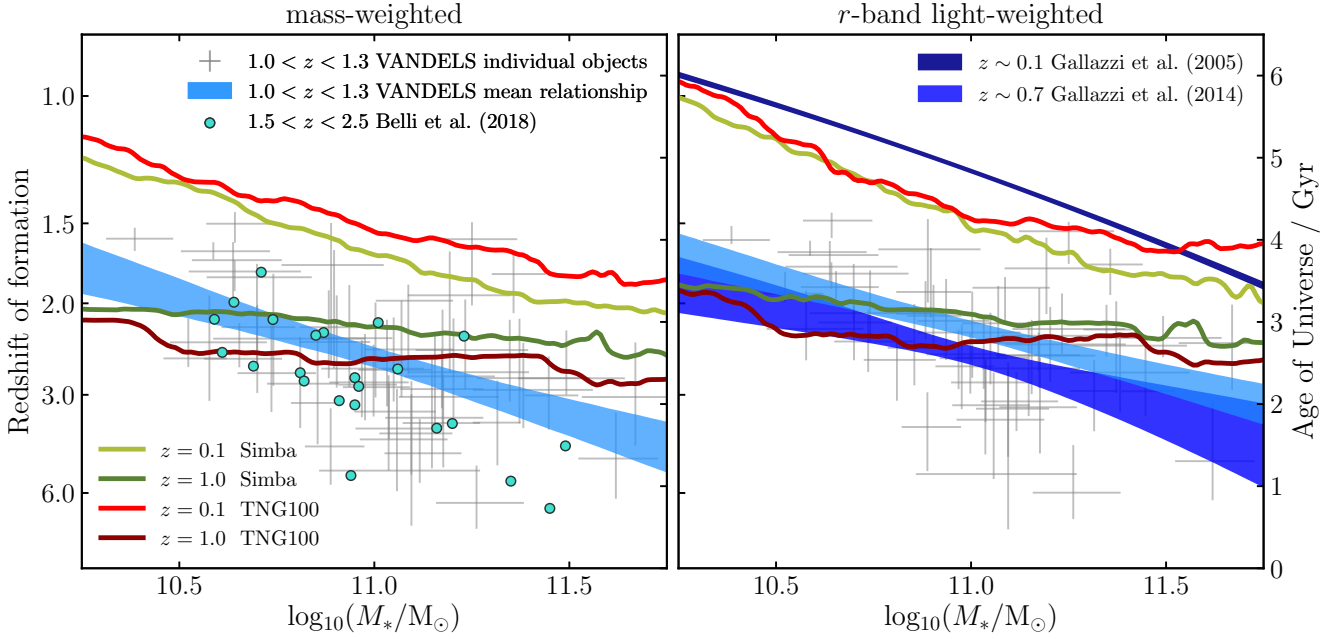 mass-weighted
r-band light-weighted
1.0 < z < 1.3 VANDELS individual objects
1.0 < z < 1.3 VANDELS mean relationship
1.5 < z < 2.5 Belli et al. (2018)
z ∼ 0.1 Gallazzi et al. (2005)
z ∼ 0.7 Gallazzi et al. (2014)
Redshift of formation
1.0
1.5
2.0
3.0
6.0
z = 0.1 Simba
z = 1.0 Simba
z = 0.1 TNG100
z = 1.0 TNG100
6
5
4
3
2
1
0
Age of Universe / Gyr
10.5
11.0
11.5
10.5
11.0
11.5
log₁₀(M*/M⊙)
log₁₀(M*/M⊙)